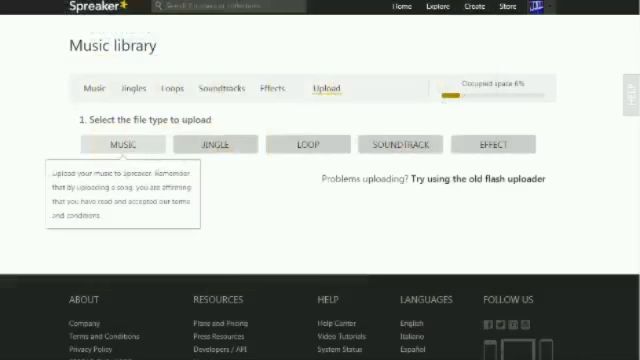 Spreaker
Home Explore Create Store
Music library
Music Jingles Loops Soundtracks Effects Upload
Occupied space 6%
HELP
1. Select the file type to upload
MUSIC JINGLE LOOP SOUNDTRACK EFFECT
Upload your music to Spreaker. Remember
that by uploading a song, you are affirming
that you have read and accepted our terms
and conditions.
Problems uploading? Try using the old flash uploader
ABOUT RESOURCES HELP LANGUAGES FOLLOW US
Company Plans and Pricing Help Center English
Terms and Conditions Press Resources Video Tutorials Italiano
Privacy Policy Developers / API System Status Español